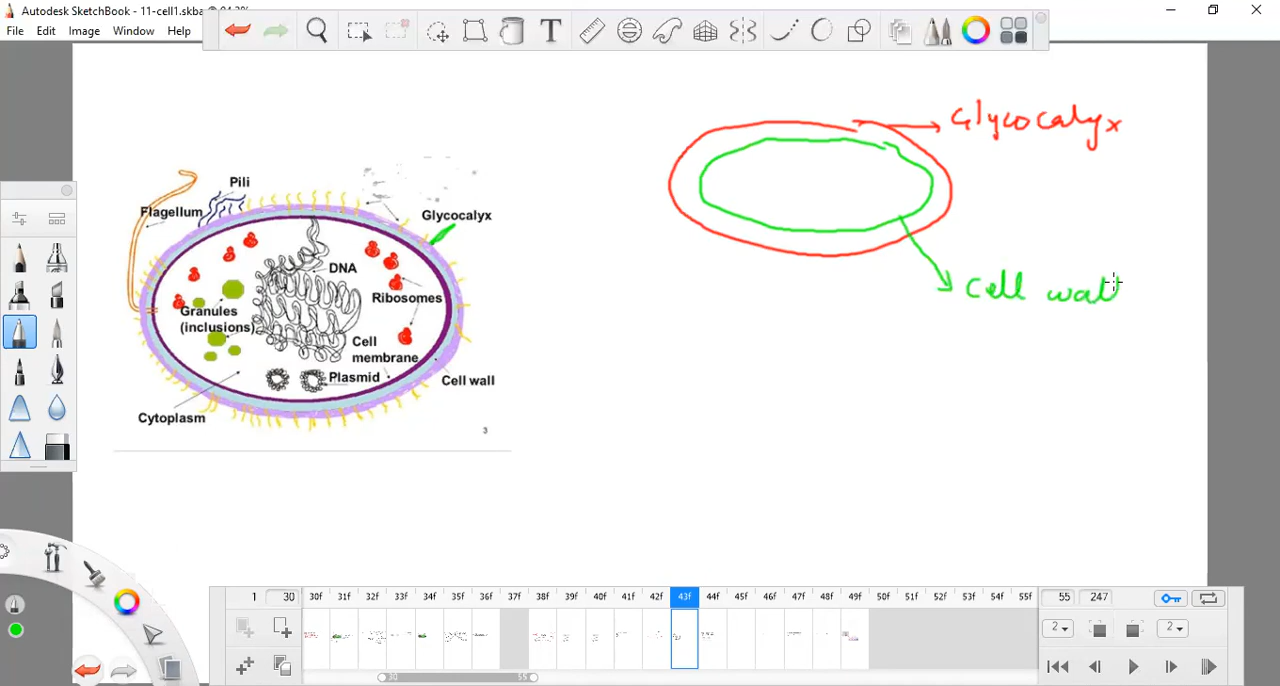 Autodesk SketchBook - 11-cell1.skba
File Edit Image Window Help
Glycocalyx
Pili
Flagellum
Glycocalyx
DNA
Ribosomes
Granules
(inclusions)
Cell
membrane
Plasmid
Cell wall
Cytoplasm
3
Cell wall
1 30 30f 31f 32f 33f 34f 35f 36f 37f 38f 39f 40f 41f 42f 43f 44f 45f 46f 47f 48f 49f 50f 51f 52f 53f 54f 55f 55 247
2 2
30 55